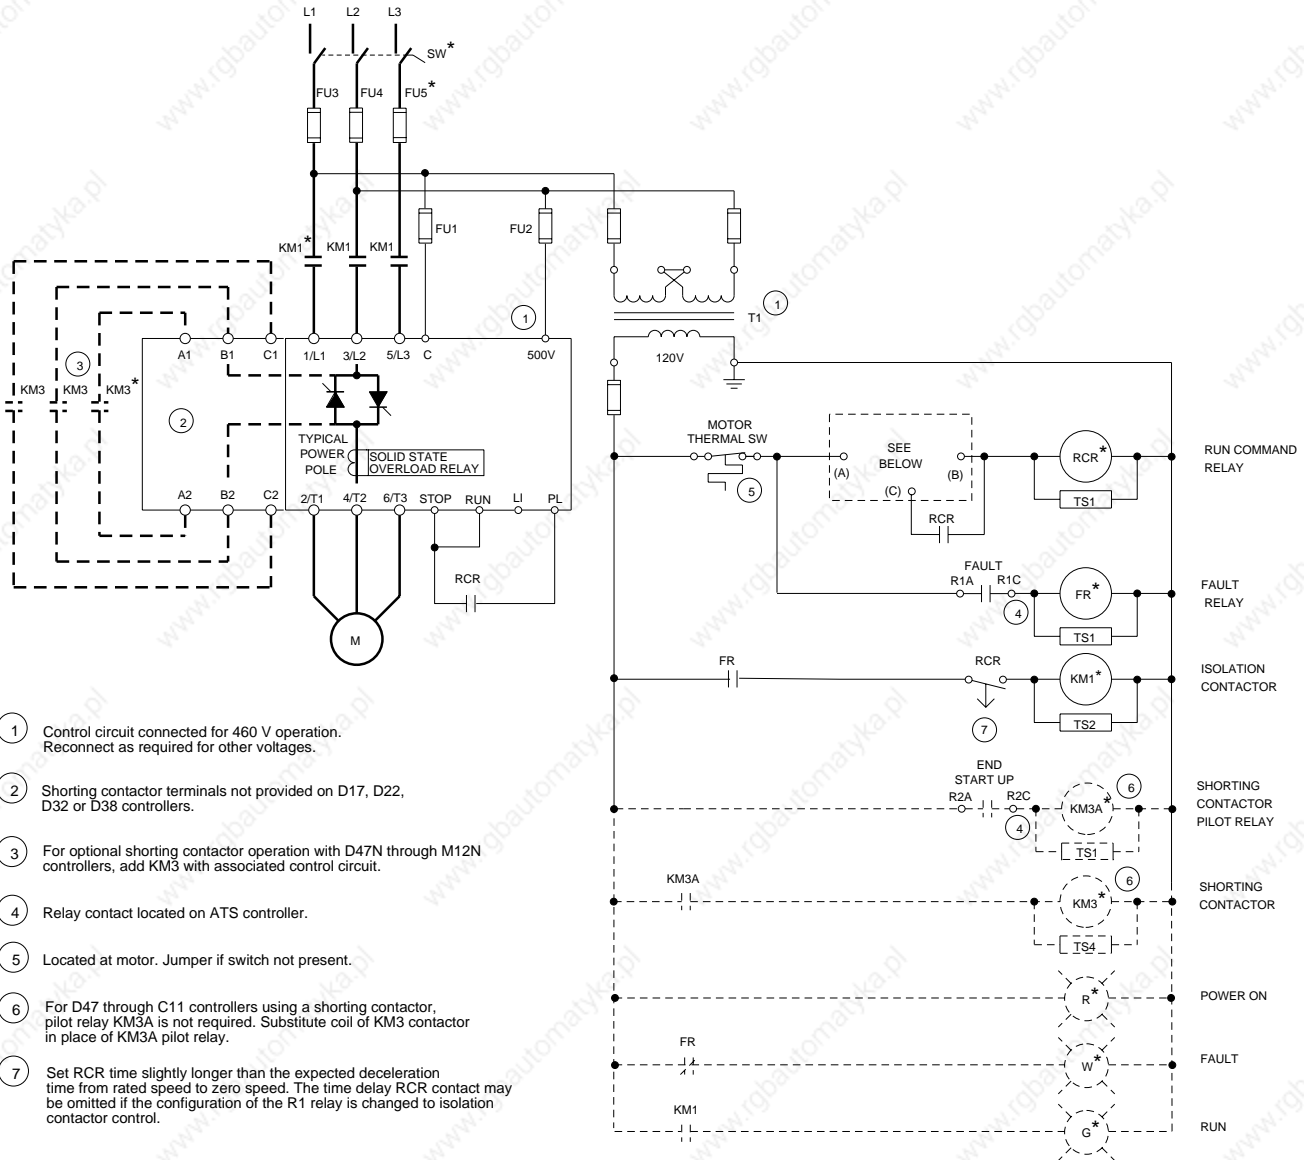 L1 L2 L3
SW*
FU3 FU4 FU5*
FU1 FU2
KM1* KM1 KM1
T1 1
1
120V
A1 B1 C1 1/L1 3/L2 5/L3 C 500V
3
KM3 KM3 KM3*
2
TYPICAL
POWER
POLE
SOLID STATE
OVERLOAD RELAY
A2 B2 C2 2/T1 4/T2 6/T3 STOP RUN LI PL
RCR
M
MOTOR
THERMAL SW
5
SEE
BELOW
(A) (B)
(C)
RCR
RCR*
TS1
RUN COMMAND
RELAY
FAULT
R1A R1C
4
FR*
TS1
FAULT
RELAY
FR
RCR
7
KM1*
TS2
ISOLATION
CONTACTOR
END
START UP
R2A R2C
4
KM3A*
6
TS1
SHORTING
CONTACTOR
PILOT RELAY
KM3A
KM3*
6
TS4
SHORTING
CONTACTOR
R*
POWER ON
FR
W*
FAULT
KM1
G*
RUN
1 Control circuit connected for 460 V operation.
Reconnect as required for other voltages.
2 Shorting contactor terminals not provided on D17, D22,
D32 or D38 controllers.
3 For optional shorting contactor operation with D47N through M12N
controllers, add KM3 with associated control circuit.
4 Relay contact located on ATS controller.
5 Located at motor. Jumper if switch not present.
6 For D47 through C11 controllers using a shorting contactor,
pilot relay KM3A is not required. Substitute coil of KM3 contactor
in place of KM3A pilot relay.
7 Set RCR time slightly longer than the expected deceleration
time from rated speed to zero speed. The time delay RCR contact may
be omitted if the configuration of the R1 relay is changed to isolation
contactor control.
www.rgbautomatyka.pl